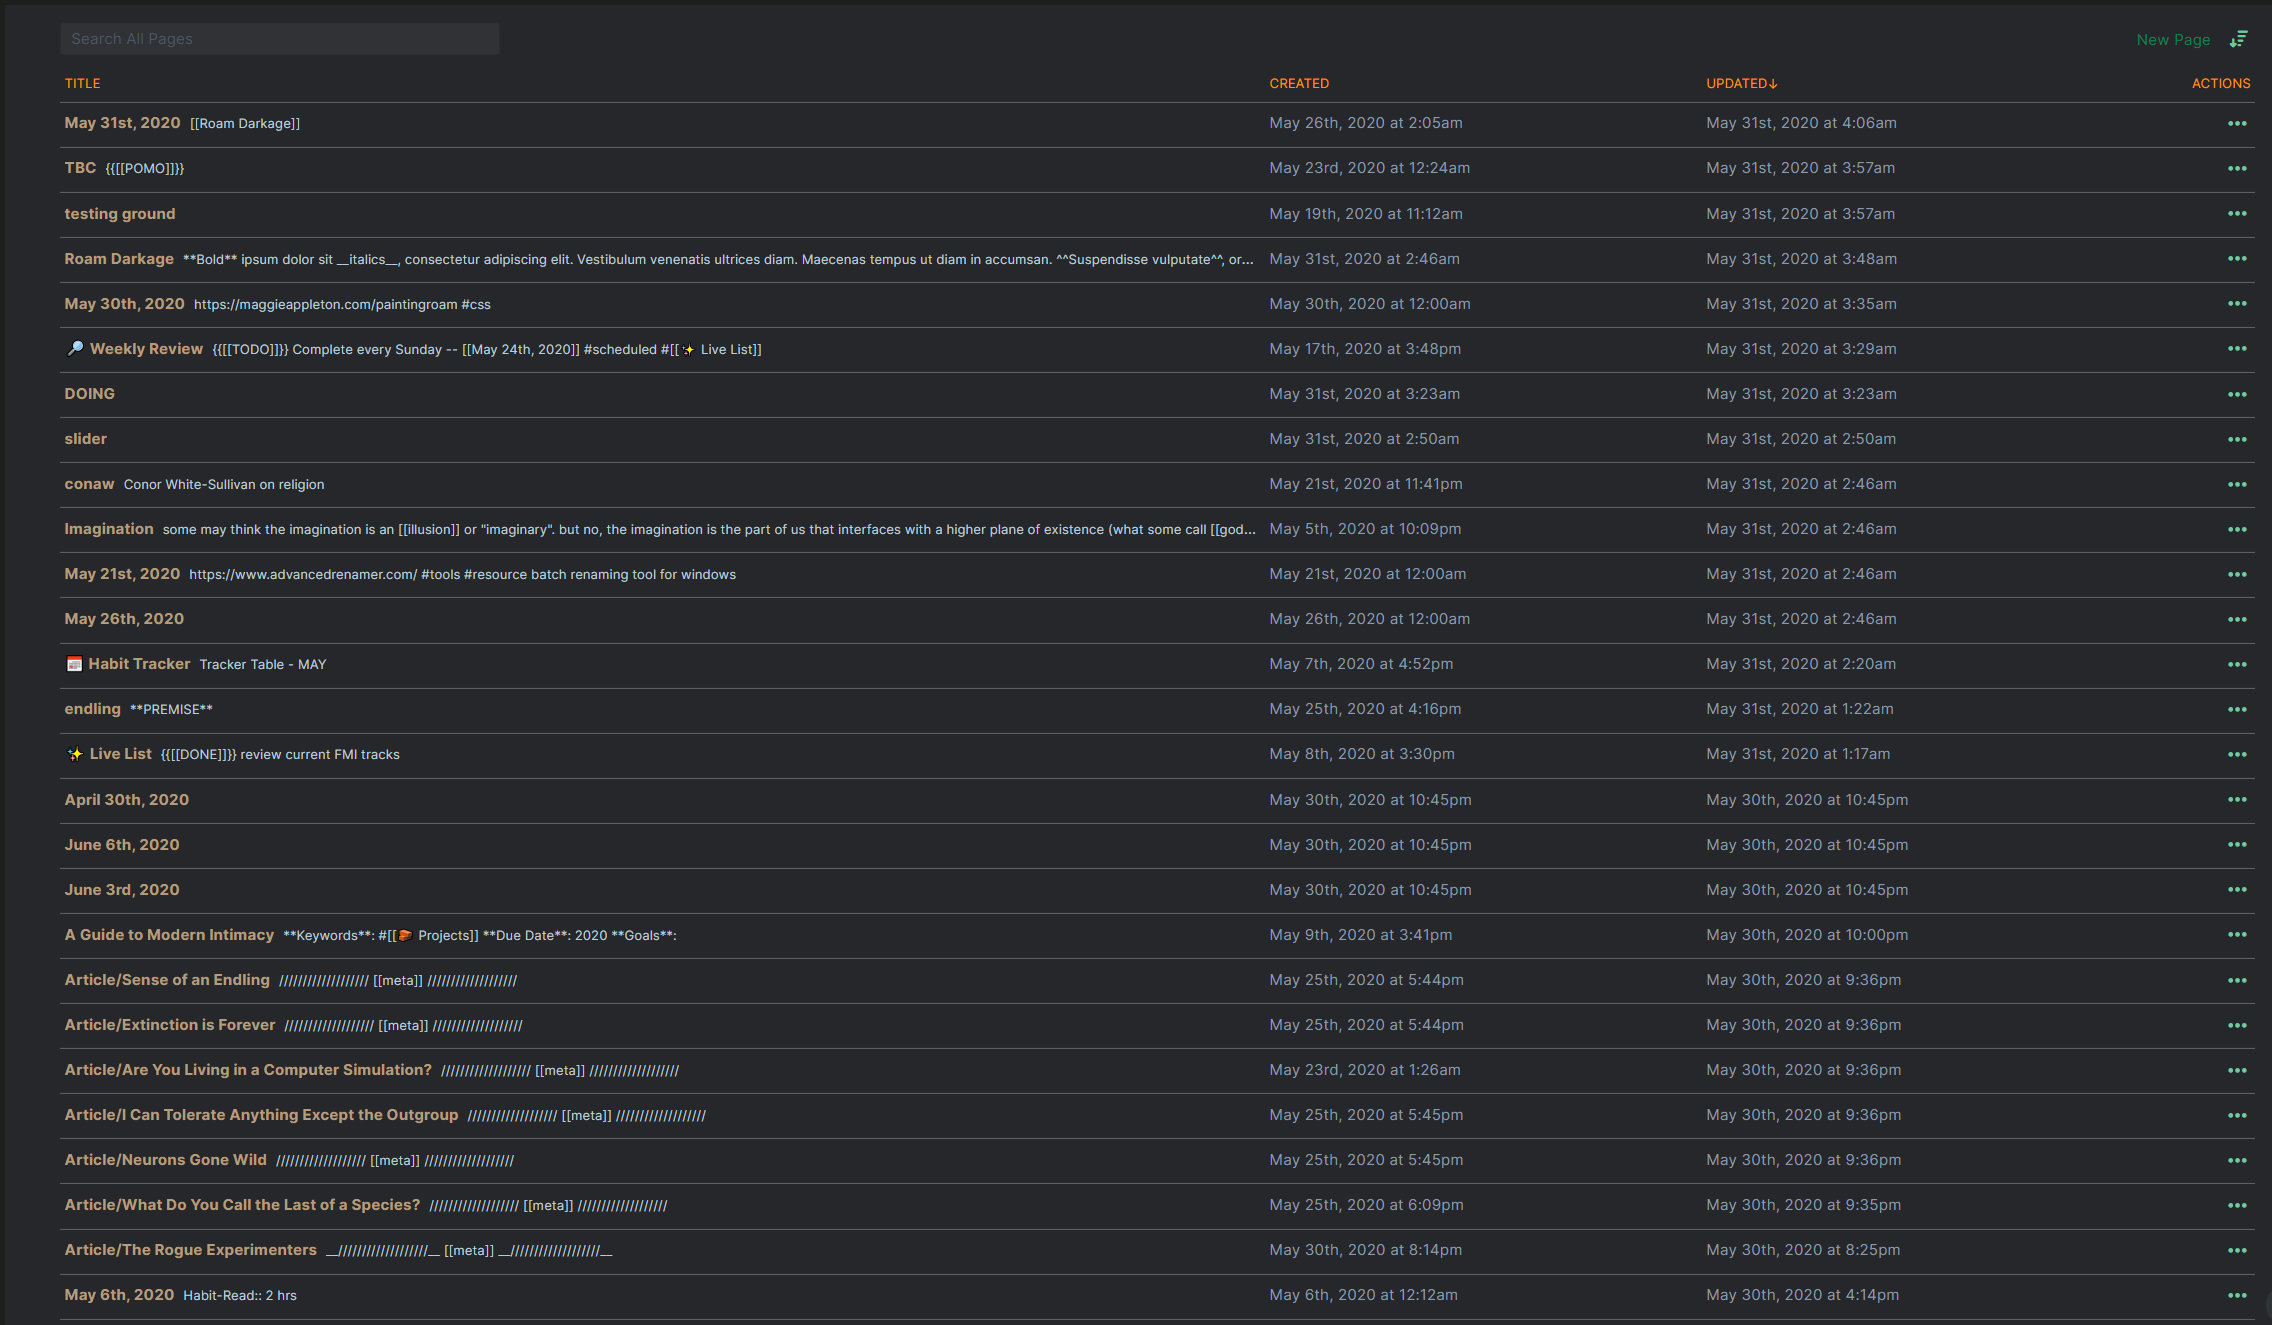 Search All Pages New Page
TITLE CREATED UPDATED↓ ACTIONS
May 31st, 2020 [[Roam Darkage]] May 26th, 2020 at 2:05am May 31st, 2020 at 4:06am
TBC {{[[POMO]]}} May 23rd, 2020 at 12:24am May 31st, 2020 at 3:57am
testing ground May 19th, 2020 at 11:12am May 31st, 2020 at 3:57am
Roam Darkage **Bold** ipsum dolor sit __italics__, consectetur adipiscing elit. Vestibulum venenatis ultrices diam. Maecenas tempus ut diam in accumsan. ^^Suspendisse vulputate^^, or... May 31st, 2020 at 2:46am May 31st, 2020 at 3:48am
May 30th, 2020 https://maggieappleton.com/paintingroam #css May 30th, 2020 at 12:00am May 31st, 2020 at 3:35am
🔎 Weekly Review {{[[TODO]]}} Complete every Sunday -- [[May 24th, 2020]] #scheduled #[[✨ Live List]] May 17th, 2020 at 3:48pm May 31st, 2020 at 3:29am
DOING May 31st, 2020 at 3:23am May 31st, 2020 at 3:23am
slider May 31st, 2020 at 2:50am May 31st, 2020 at 2:50am
conaw Conor White-Sullivan on religion May 21st, 2020 at 11:41pm May 31st, 2020 at 2:46am
Imagination some may think the imagination is an [[illusion]] or "imaginary". but no, the imagination is the part of us that interfaces with a higher plane of existence (what some call [[god... May 5th, 2020 at 10:09pm May 31st, 2020 at 2:46am
May 21st, 2020 https://www.advancedrenamer.com/ #tools #resource batch renaming tool for windows May 21st, 2020 at 12:00am May 31st, 2020 at 2:46am
May 26th, 2020 May 26th, 2020 at 12:00am May 31st, 2020 at 2:46am
📅 Habit Tracker Tracker Table - MAY May 7th, 2020 at 4:52pm May 31st, 2020 at 2:20am
endling **PREMISE** May 25th, 2020 at 4:16pm May 31st, 2020 at 1:22am
✨ Live List {{[[DONE]]}} review current FMI tracks May 8th, 2020 at 3:30pm May 31st, 2020 at 1:17am
April 30th, 2020 May 30th, 2020 at 10:45pm May 30th, 2020 at 10:45pm
June 6th, 2020 May 30th, 2020 at 10:45pm May 30th, 2020 at 10:45pm
June 3rd, 2020 May 30th, 2020 at 10:45pm May 30th, 2020 at 10:45pm
A Guide to Modern Intimacy **Keywords**: #[[ Projects]] **Due Date**: 2020 **Goals**: May 9th, 2020 at 3:41pm May 30th, 2020 at 10:00pm
Article/Sense of an Endling /////////////////// [[meta]] /////////////////// May 25th, 2020 at 5:44pm May 30th, 2020 at 9:36pm
Article/Extinction is Forever /////////////////// [[meta]] /////////////////// May 25th, 2020 at 5:44pm May 30th, 2020 at 9:36pm
Article/Are You Living in a Computer Simulation? /////////////////// [[meta]] /////////////////// May 23rd, 2020 at 1:26am May 30th, 2020 at 9:36pm
Article/I Can Tolerate Anything Except the Outgroup /////////////////// [[meta]] /////////////////// May 25th, 2020 at 5:45pm May 30th, 2020 at 9:36pm
Article/Neurons Gone Wild /////////////////// [[meta]] /////////////////// May 25th, 2020 at 5:45pm May 30th, 2020 at 9:36pm
Article/What Do You Call the Last of a Species? /////////////////// [[meta]] /////////////////// May 25th, 2020 at 6:09pm May 30th, 2020 at 9:35pm
Article/The Rogue Experimenters __///////////////////__ [[meta]] __///////////////////__ May 30th, 2020 at 8:14pm May 30th, 2020 at 8:25pm
May 6th, 2020 Habit-Read:: 2 hrs May 6th, 2020 at 12:12am May 30th, 2020 at 4:14pm